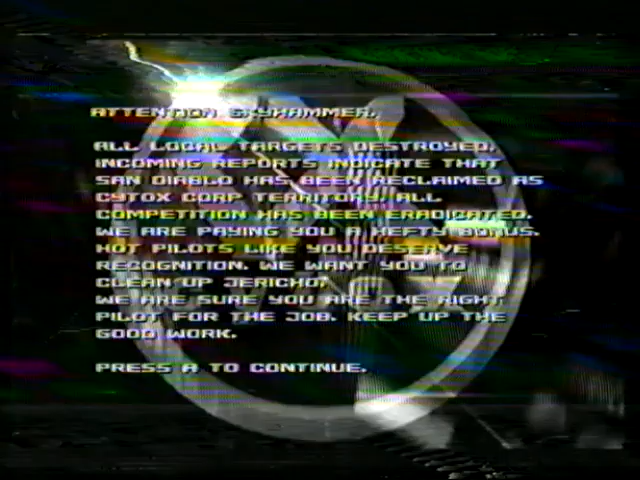 ATTENTION SKYHAMMER.
ALL LOCAL TARGETS DESTROYED.
INCOMING REPORTS INDICATE THAT
SAN DIABLO HAS BEEN RECLAIMED AS
CYTOX CORP TERRITORY. ALL
COMPETITION HAS BEEN ERADICATED.
WE ARE PAYING YOU A HEFTY BONUS.
HOT PILOTS LIKE YOU DESERVE
RECOGNITION. WE WANT YOU TO
CLEAN UP JERICHO.
WE ARE SURE YOU ARE THE RIGHT
PILOT FOR THE JOB. KEEP UP THE
GOOD WORK.
PRESS A TO CONTINUE.